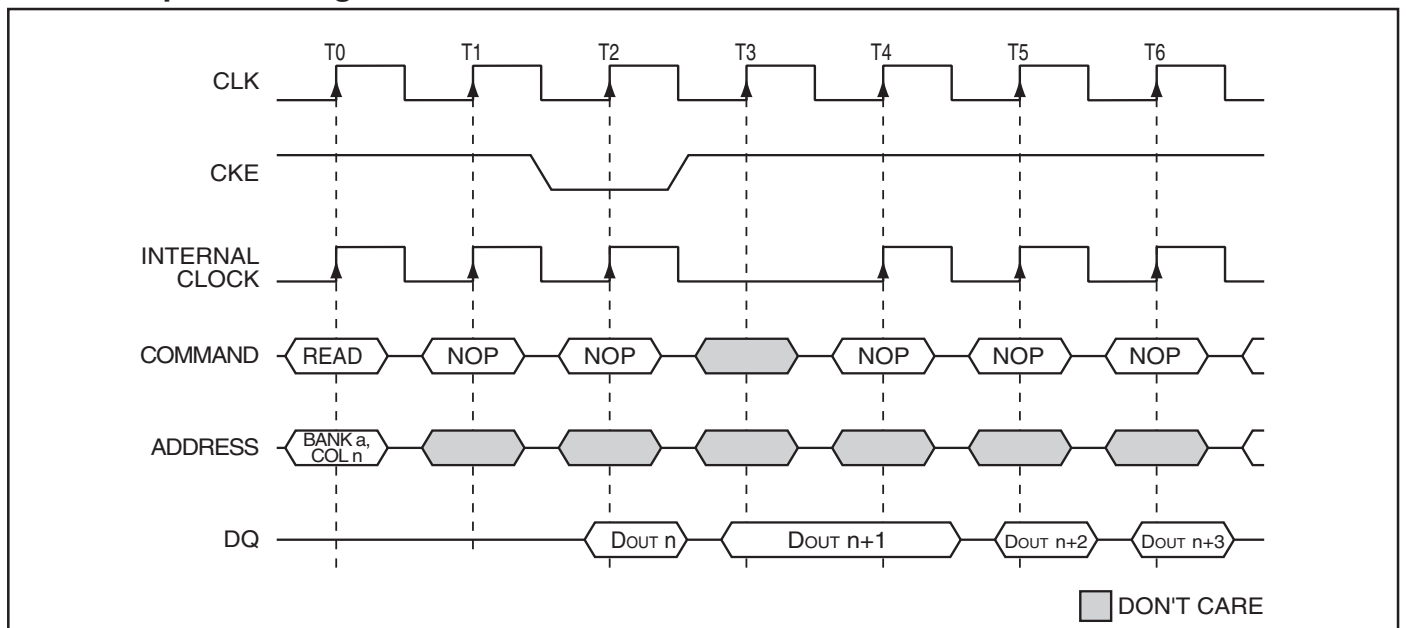 T0 T1 T2 T3 T4 T5 T6
CLK
CKE
INTERNAL
CLOCK
COMMAND READ NOP NOP NOP NOP NOP
ADDRESS BANK a,
COL n
DQ DOUT n DOUT n+1 DOUT n+2 DOUT n+3
DON'T CARE